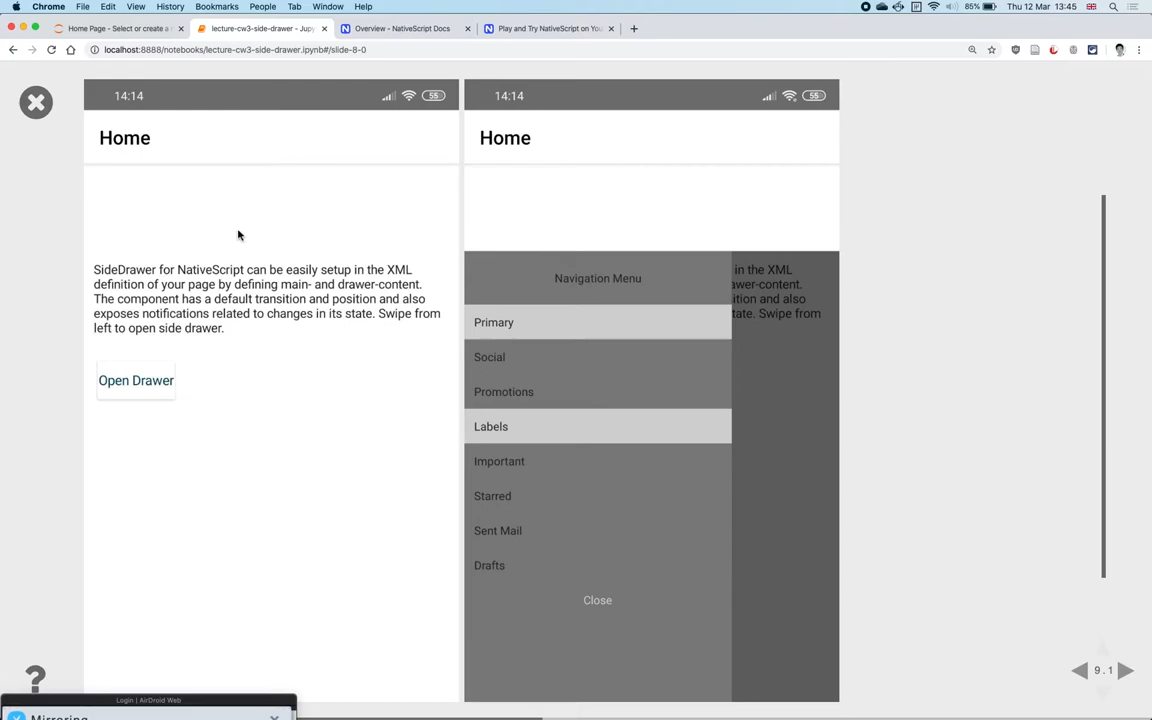 Chrome File Edit View History Bookmarks People Tab Window Help 85% Thu 12 Mar 13:45
Home Page - Select or create a lecture-cw3-side-drawer - Jupy Overview - NativeScript Docs Play and Try NativeScript on You
localhost:8888/notebooks/lecture-cw3-side-drawer.ipynb#/slide-8-0
14:14 55
Home
SideDrawer for NativeScript can be easily setup in the XML
definition of your page by defining main- and drawer-content.
The component has a default transition and position and also
exposes notifications related to changes in its state. Swipe from
left to open side drawer.
Open Drawer
14:14 55
Home
Navigation Menu
Primary
Social
Promotions
Labels
Important
Starred
Sent Mail
Drafts
Close
in the XML
awer-content.
ition and also
tate. Swipe from
9.1
?
Login | AirDroid Web
Mirroring